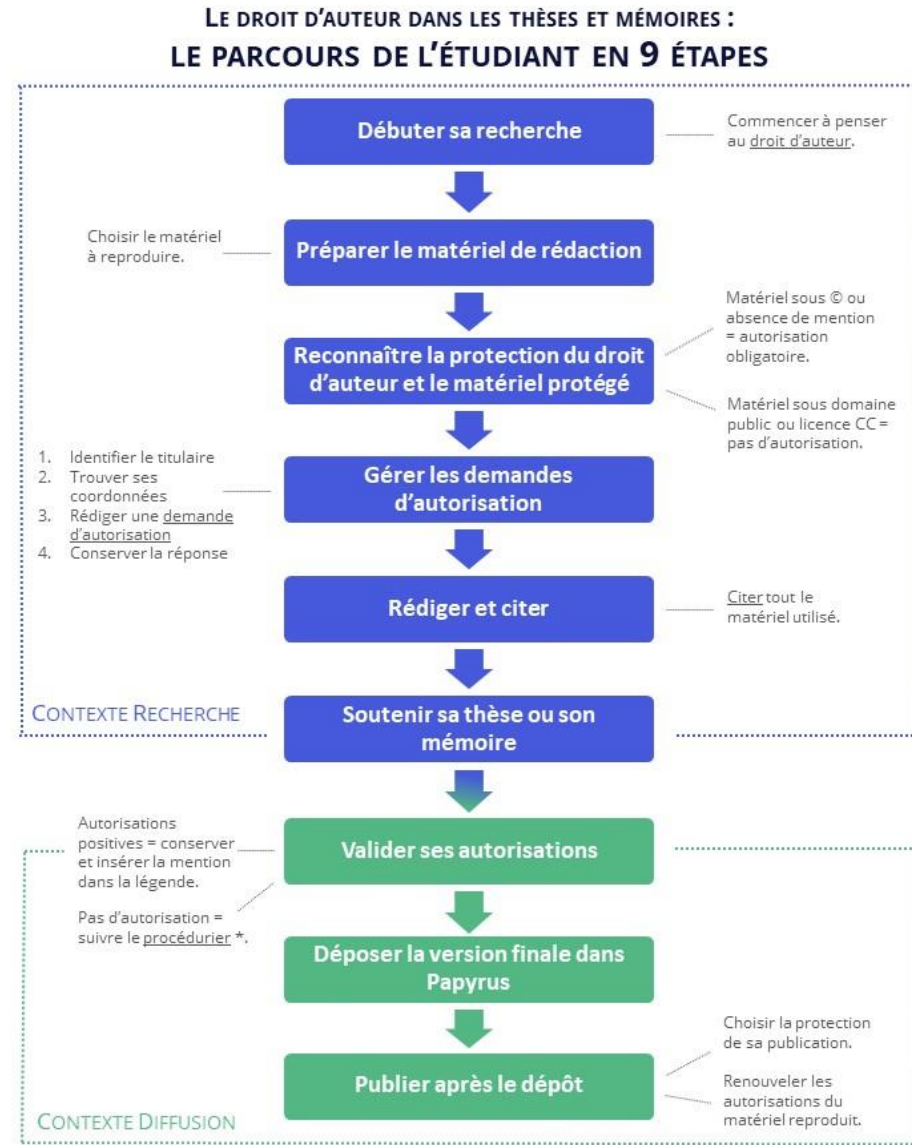 LE DROIT D'AUTEUR DANS LES THÈSES ET MÉMOIRES :
LE PARCOURS DE L'ÉTUDIANT EN 9 ÉTAPES
Débuter sa recherche
Commencer à penser
au droit d'auteur.
Choisir le matériel
à reproduire.
Préparer le matériel de rédaction
Reconnaître la protection du droit
d'auteur et le matériel protégé
Matériel sous © ou
absence de mention
= autorisation
obligatoire.
Matériel sous domaine
public ou licence CC =
pas d'autorisation.
1. Identifier le titulaire
2. Trouver ses
coordonnées
3. Rédiger une demande
d'autorisation
4. Conserver la réponse
Gérer les demandes
d'autorisation
Rédiger et citer
Citer tout le
matériel utilisé.
CONTEXTE RECHERCHE
Soutenir sa thèse ou son
mémoire
Autorisations
positives = conserver
et insérer la mention
dans la légende.
Pas d'autorisation =
suivre le procédurier *.
Valider ses autorisations
Déposer la version finale dans
Papyrus
Publier après le dépôt
Choisir la protection
de sa publication.
Renouveler les
autorisations du
matériel reproduit.
CONTEXTE DIFFUSION